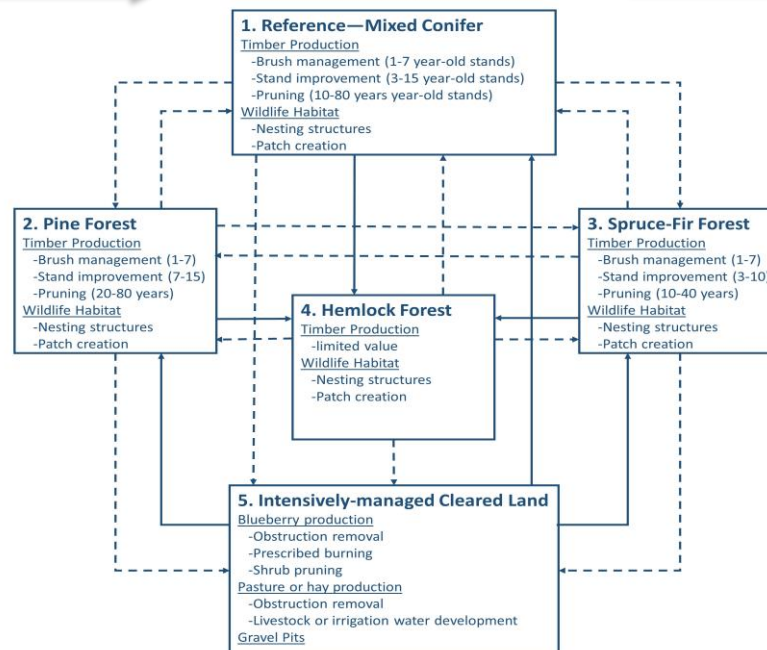 1. Reference—Mixed Conifer
Timber Production
-Brush management (1-7 year-old stands)
-Stand improvement (3-15 year-old stands)
-Pruning (10-80 years year-old stands)
Wildlife Habitat
-Nesting structures
-Patch creation
2. Pine Forest
Timber Production
-Brush management (1-7)
-Stand improvement (7-15)
-Pruning (20-80 years)
Wildlife Habitat
-Nesting structures
-Patch creation
3. Spruce-Fir Forest
Timber Production
-Brush management (1-7)
-Stand improvement (3-10)
-Pruning (10-40 years)
Wildlife Habitat
-Nesting structures
-Patch creation
4. Hemlock Forest
Timber Production
-limited value
Wildlife Habitat
-Nesting structures
-Patch creation
5. Intensively-managed Cleared Land
Blueberry production
-Obstruction removal
-Prescribed burning
-Shrub pruning
Pasture or hay production
-Obstruction removal
-Livestock or irrigation water development
Gravel Pits